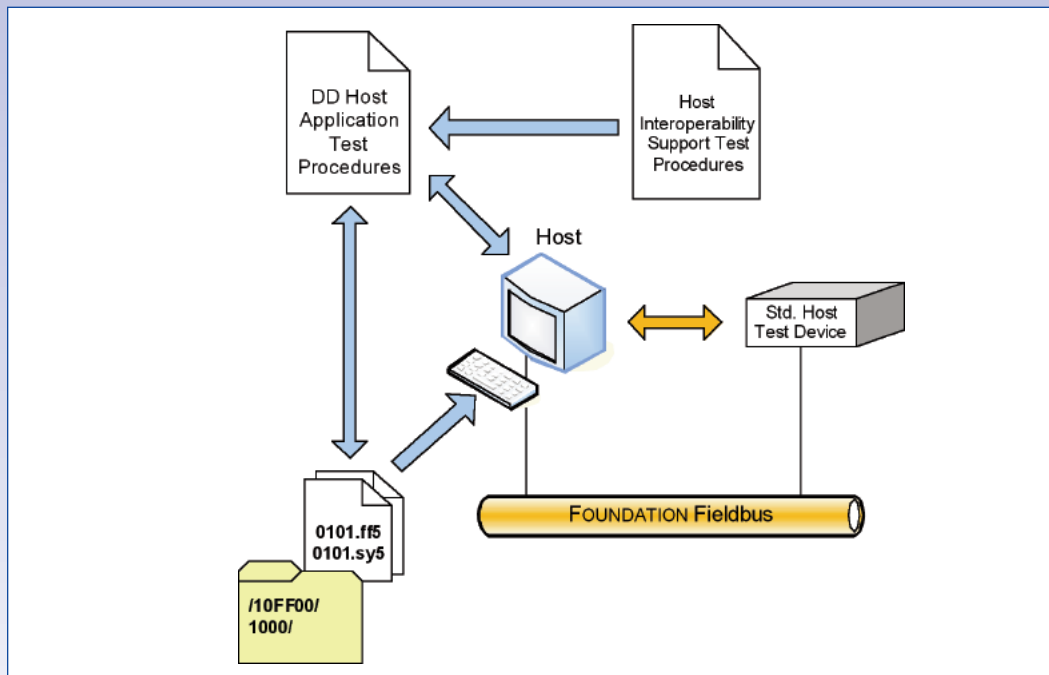 DD Host
Application
Test
Procedures
Host
Interoperability
Support Test
Procedures
Host
Std. Host
Test Device
FOUNDATION Fieldbus
0101.ff5
0101.sy5
/10FF00/
1000/